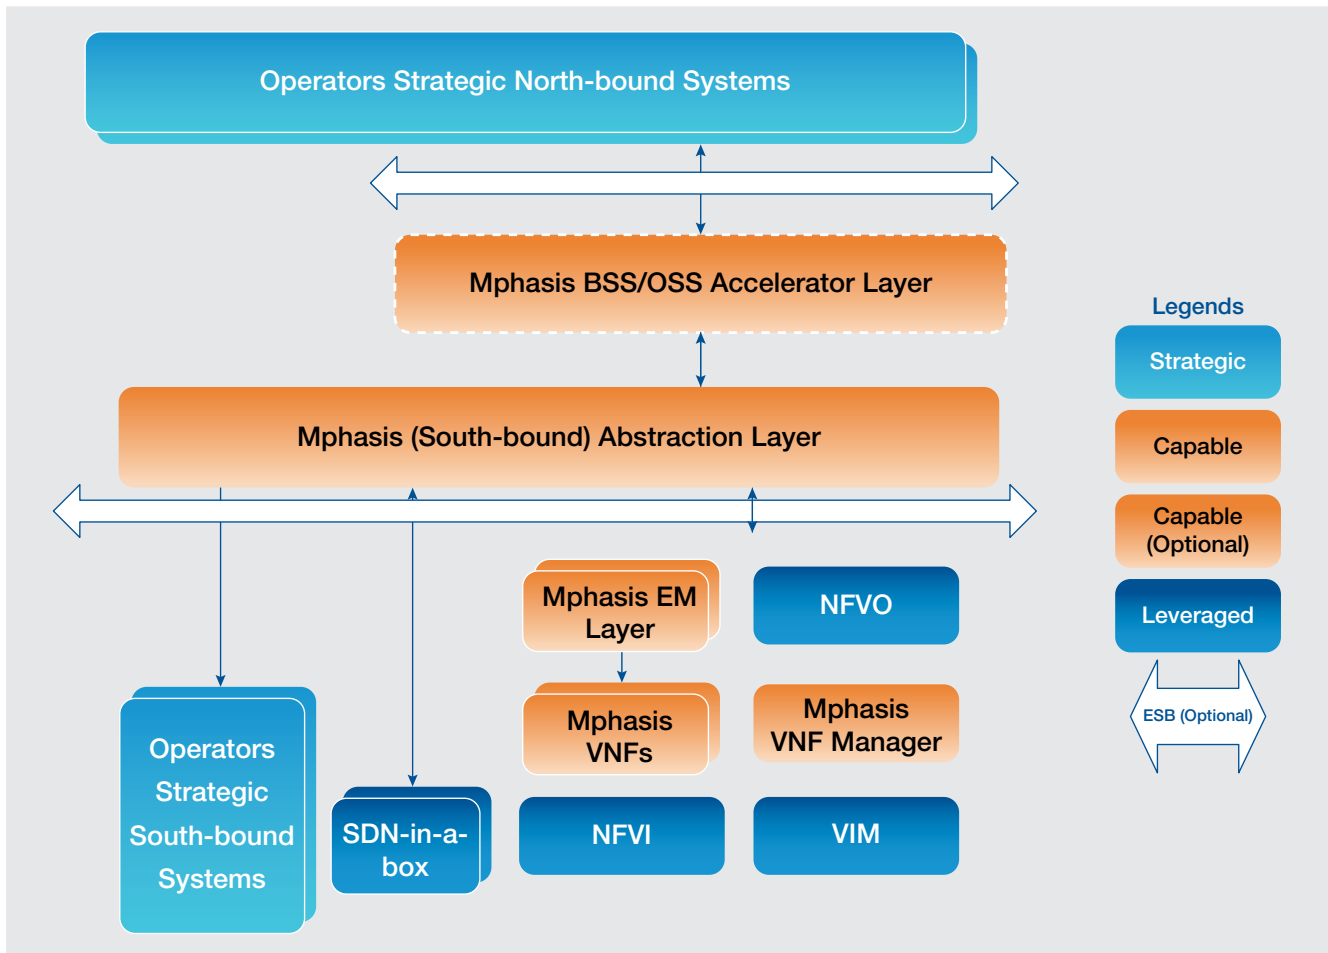 Operators Strategic North-bound Systems
Mphasis BSS/OSS Accelerator Layer
Mphasis (South-bound) Abstraction Layer
Mphasis EM
Layer
NFVO
Mphasis
VNFs
Mphasis
VNF Manager
Operators
Strategic
South-bound
Systems
SDN-in-a-
box
NFVI
VIM
Legends
Strategic
Capable
Capable
(Optional)
Leveraged
ESB (Optional)